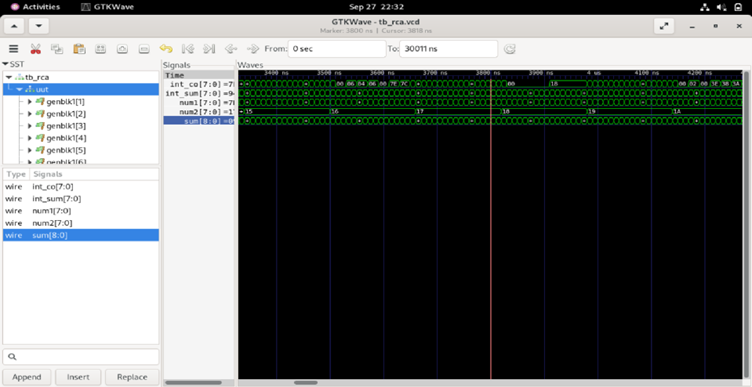 Activities GTKWave Sep 27 22:32
GTKWave - tb_rca.vcd
Marker: 3800 ns | Cursor: 3818 ns
From: 0 sec To: 30011 ns
SST
tb_rca
uut
genblk1[1]
genblk1[2]
genblk1[3]
genblk1[4]
genblk1[5]
genblk1[6]
Type Signals
wire int_co[7:0]
wire int_sum[7:0]
wire num1[7:0]
wire num2[7:0]
wire sum[8:0]
Append Insert Replace
Signals
Time
int_co[7:0]
int_sum[7:0]
num1[7:0]
num2[7:0]
sum[8:0]
Waves
3400 ns 3500 ns 3600 ns 3700 ns 3800 ns 3900 ns 4 us 4100 ns 4200 ns
00 06 04 06 00 7E 7C 00 18 00 02 00 3E 38 3A
15 16 17 18 19 1A